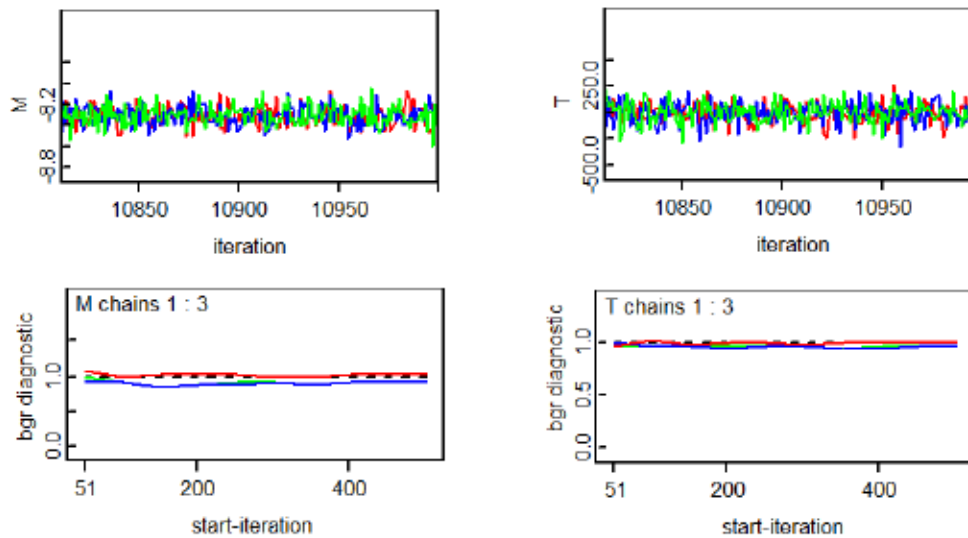 M
-8.2
-8.8
10850 10900 10950
iteration
T
250.0
-500.0
10850 10900 10950
iteration
M chains 1 : 3
bgr diagnostic
1.0
0.0
51 200 400
start-iteration
T chains 1 : 3
bgr diagnostic
1.0
0.5
0.0
51 200 400
start-iteration